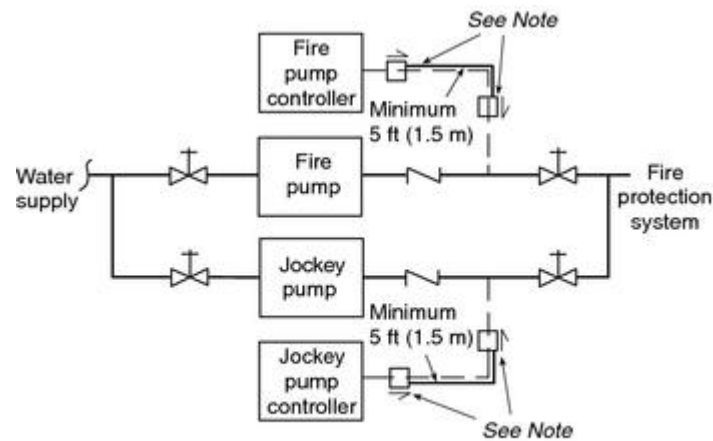 See Note
Fire
pump
controller
Minimum
5 ft (1.5 m)
Water
supply
Fire
pump
Fire
protection
system
Jockey
pump
Minimum
5 ft (1.5 m)
Jockey
pump
controller
See Note